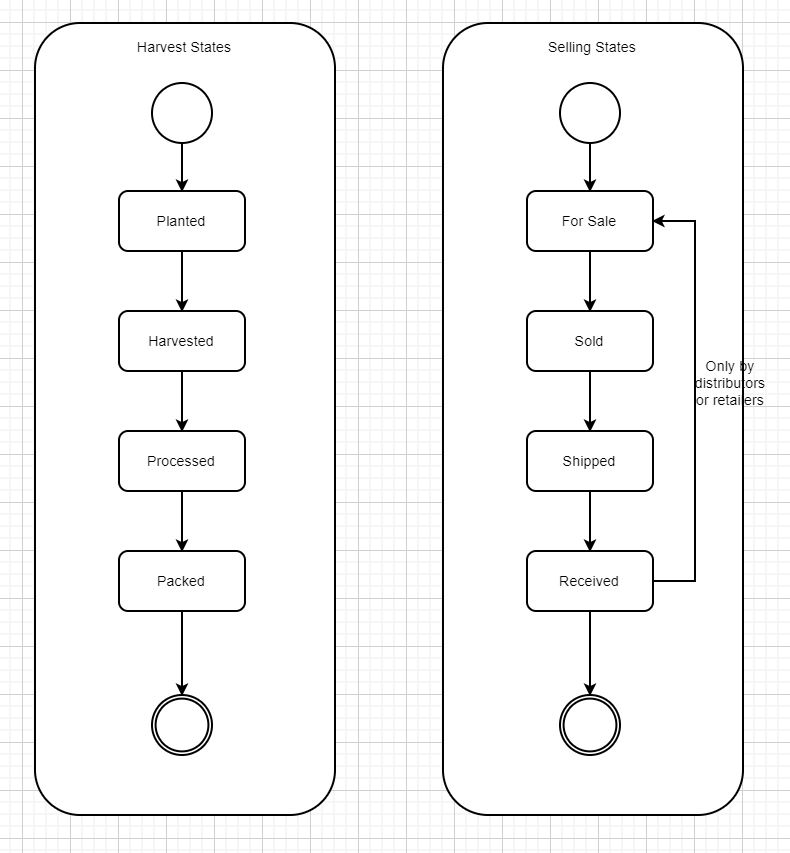 Harvest States
Planted
Harvested
Processed
Packed
Selling States
For Sale
Sold
Shipped
Received
Only by
distributors
or retailers